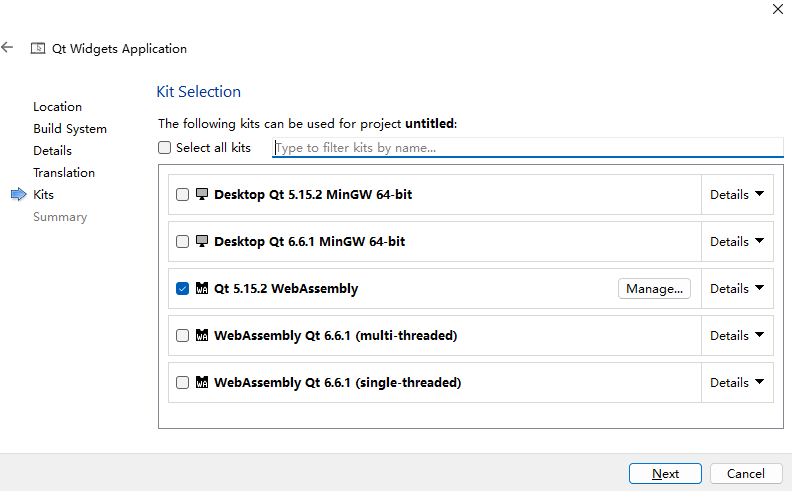 Qt Widgets Application
Location
Build System
Details
Translation
Kits
Summary
Kit Selection
The following kits can be used for project untitled:
Select all kits
Type to filter kits by name...
Desktop Qt 5.15.2 MinGW 64-bit Details
Desktop Qt 6.6.1 MinGW 64-bit Details
Qt 5.15.2 WebAssembly Manage... Details
WebAssembly Qt 6.6.1 (multi-threaded) Details
WebAssembly Qt 6.6.1 (single-threaded) Details
Next Cancel